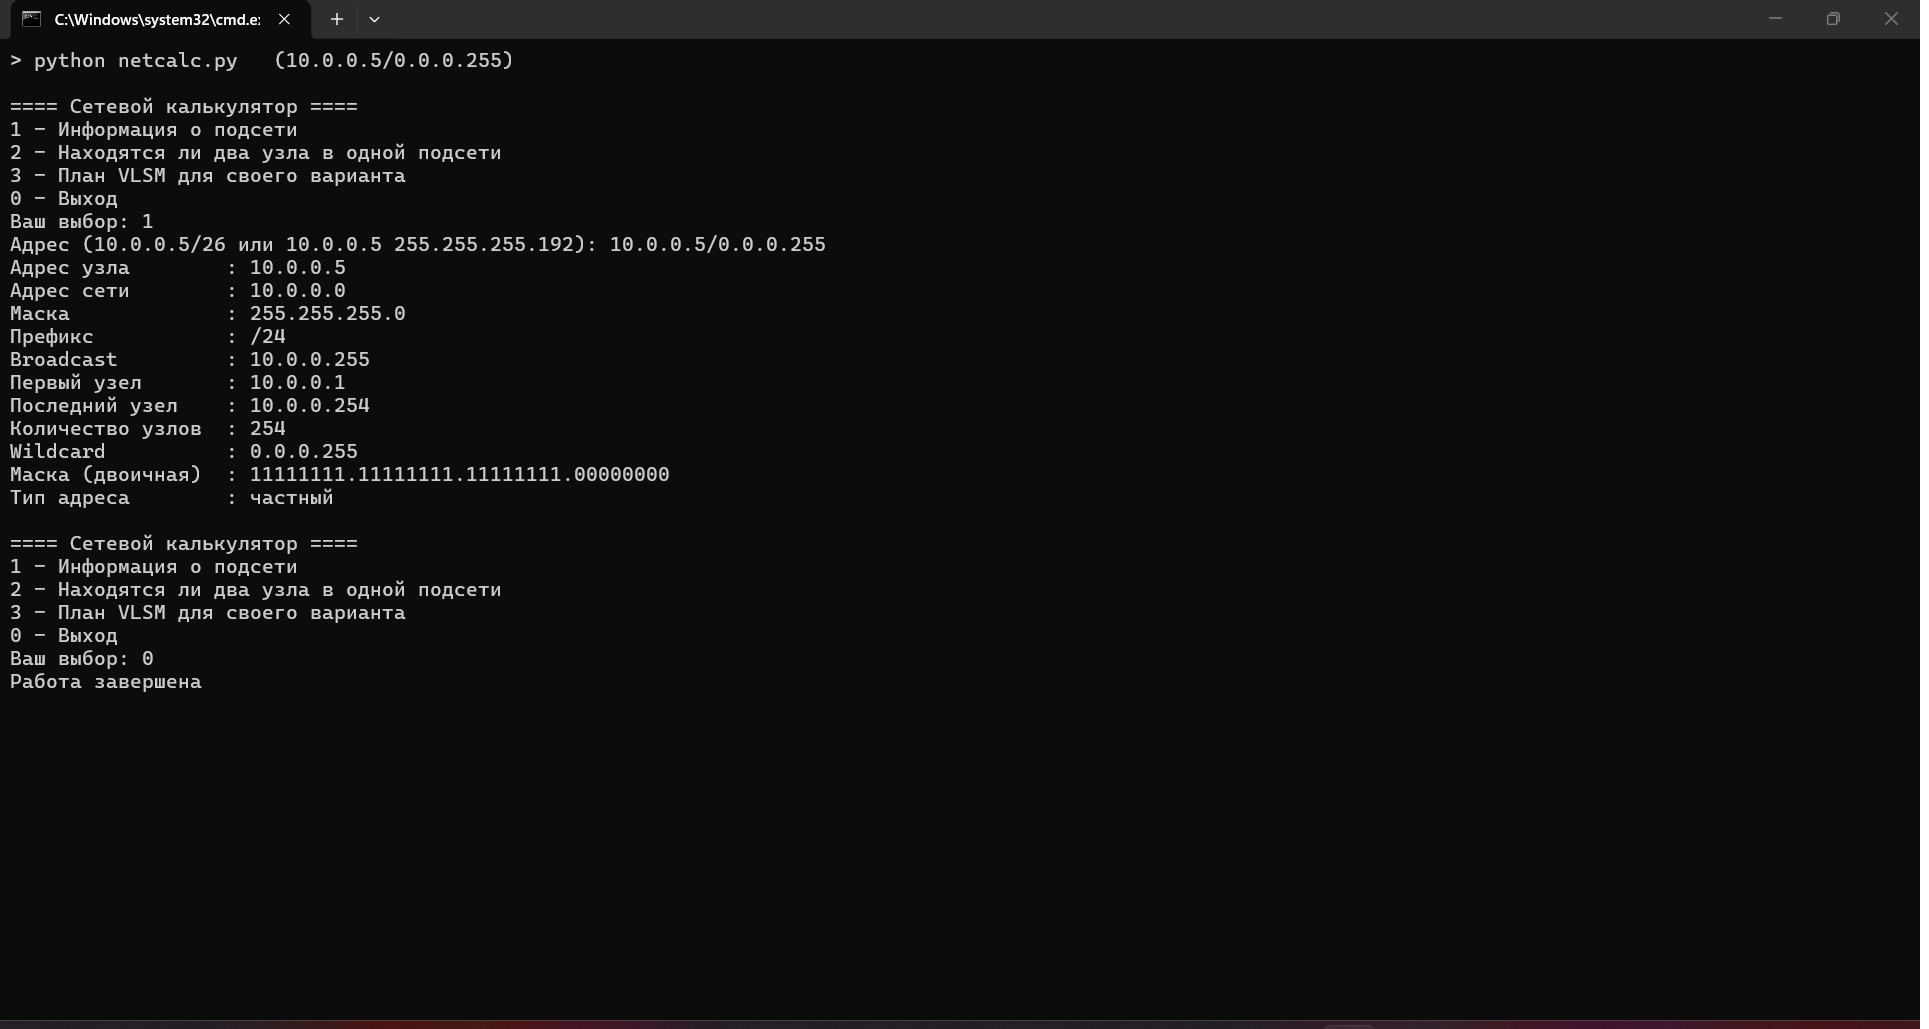 C:\Windows\system32\cmd.e
> python netcalc.py   (10.0.0.5/0.0.0.255)
==== Сетевой калькулятор ====
1 - Информация о подсети
2 - Находятся ли два узла в одной подсети
3 - План VLSM для своего варианта
0 - Выход
Ваш выбор: 1
Адрес (10.0.0.5/26 или 10.0.0.5 255.255.255.192): 10.0.0.5/0.0.0.255
Адрес узла        : 10.0.0.5
Адрес сети        : 10.0.0.0
Маска             : 255.255.255.0
Префикс           : /24
Broadcast         : 10.0.0.255
Первый узел       : 10.0.0.1
Последний узел    : 10.0.0.254
Количество узлов  : 254
Wildcard          : 0.0.0.255
Маска (двоичная)  : 11111111.11111111.11111111.00000000
Тип адреса        : частный
==== Сетевой калькулятор ====
1 - Информация о подсети
2 - Находятся ли два узла в одной подсети
3 - План VLSM для своего варианта
0 - Выход
Ваш выбор: 0
Работа завершена